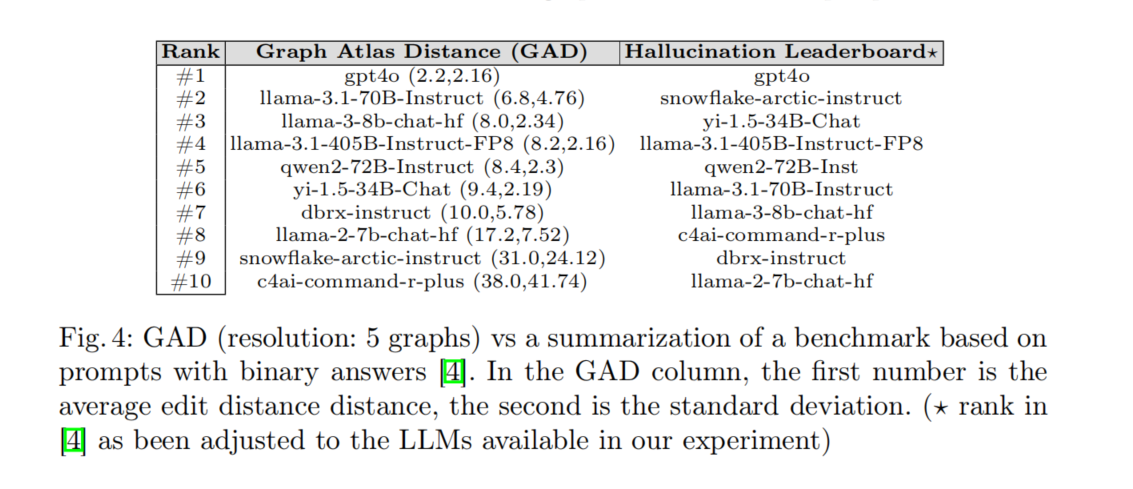 Rank Graph Atlas Distance (GAD) Hallucination Leaderboard⋆
#1 gpt4o (2.2,2.16) gpt4o
#2 llama-3.1-70B-Instruct (6.8,4.76) snowflake-arctic-instruct
#3 llama-3-8b-chat-hf (8.0,2.34) yi-1.5-34B-Chat
#4 llama-3.1-405B-Instruct-FP8 (8.2,2.16) llama-3.1-405B-Instruct-FP8
#5 qwen2-72B-Instruct (8.4,2.3) qwen2-72B-Inst
#6 yi-1.5-34B-Chat (9.4,2.19) llama-3.1-70B-Instruct
#7 dbrx-instruct (10.0,5.78) llama-3-8b-chat-hf
#8 llama-2-7b-chat-hf (17.2,7.52) c4ai-command-r-plus
#9 snowflake-arctic-instruct (31.0,24.12) dbrx-instruct
#10 c4ai-command-r-plus (38.0,41.74) llama-2-7b-chat-hf
Fig. 4: GAD (resolution: 5 graphs) vs a summarization of a benchmark based on
prompts with binary answers [4]. In the GAD column, the first number is the
average edit distance distance, the second is the standard deviation. (⋆ rank in
[4] as been adjusted to the LLMs available in our experiment)